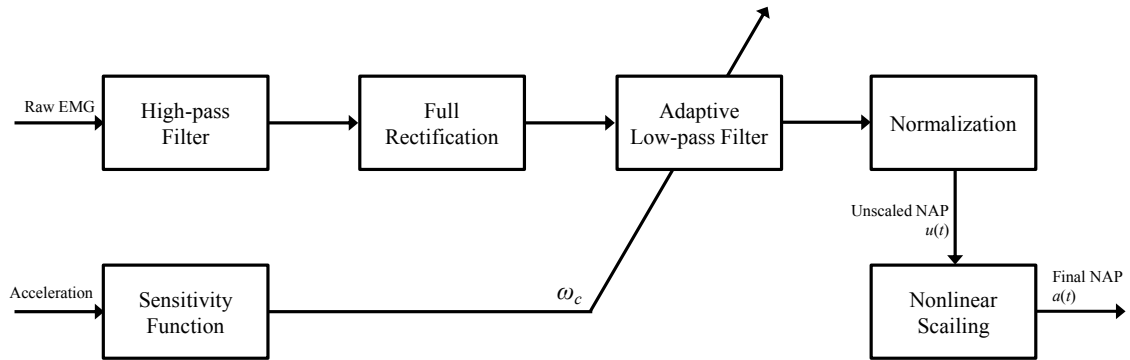 Raw EMG
High-pass
Filter
Full
Rectification
Adaptive
Low-pass Filter
Normalization
Unscaled NAP
u(t)
Acceleration
Sensitivity
Function
ω_c
Nonlinear
Scailing
Final NAP
a(t)